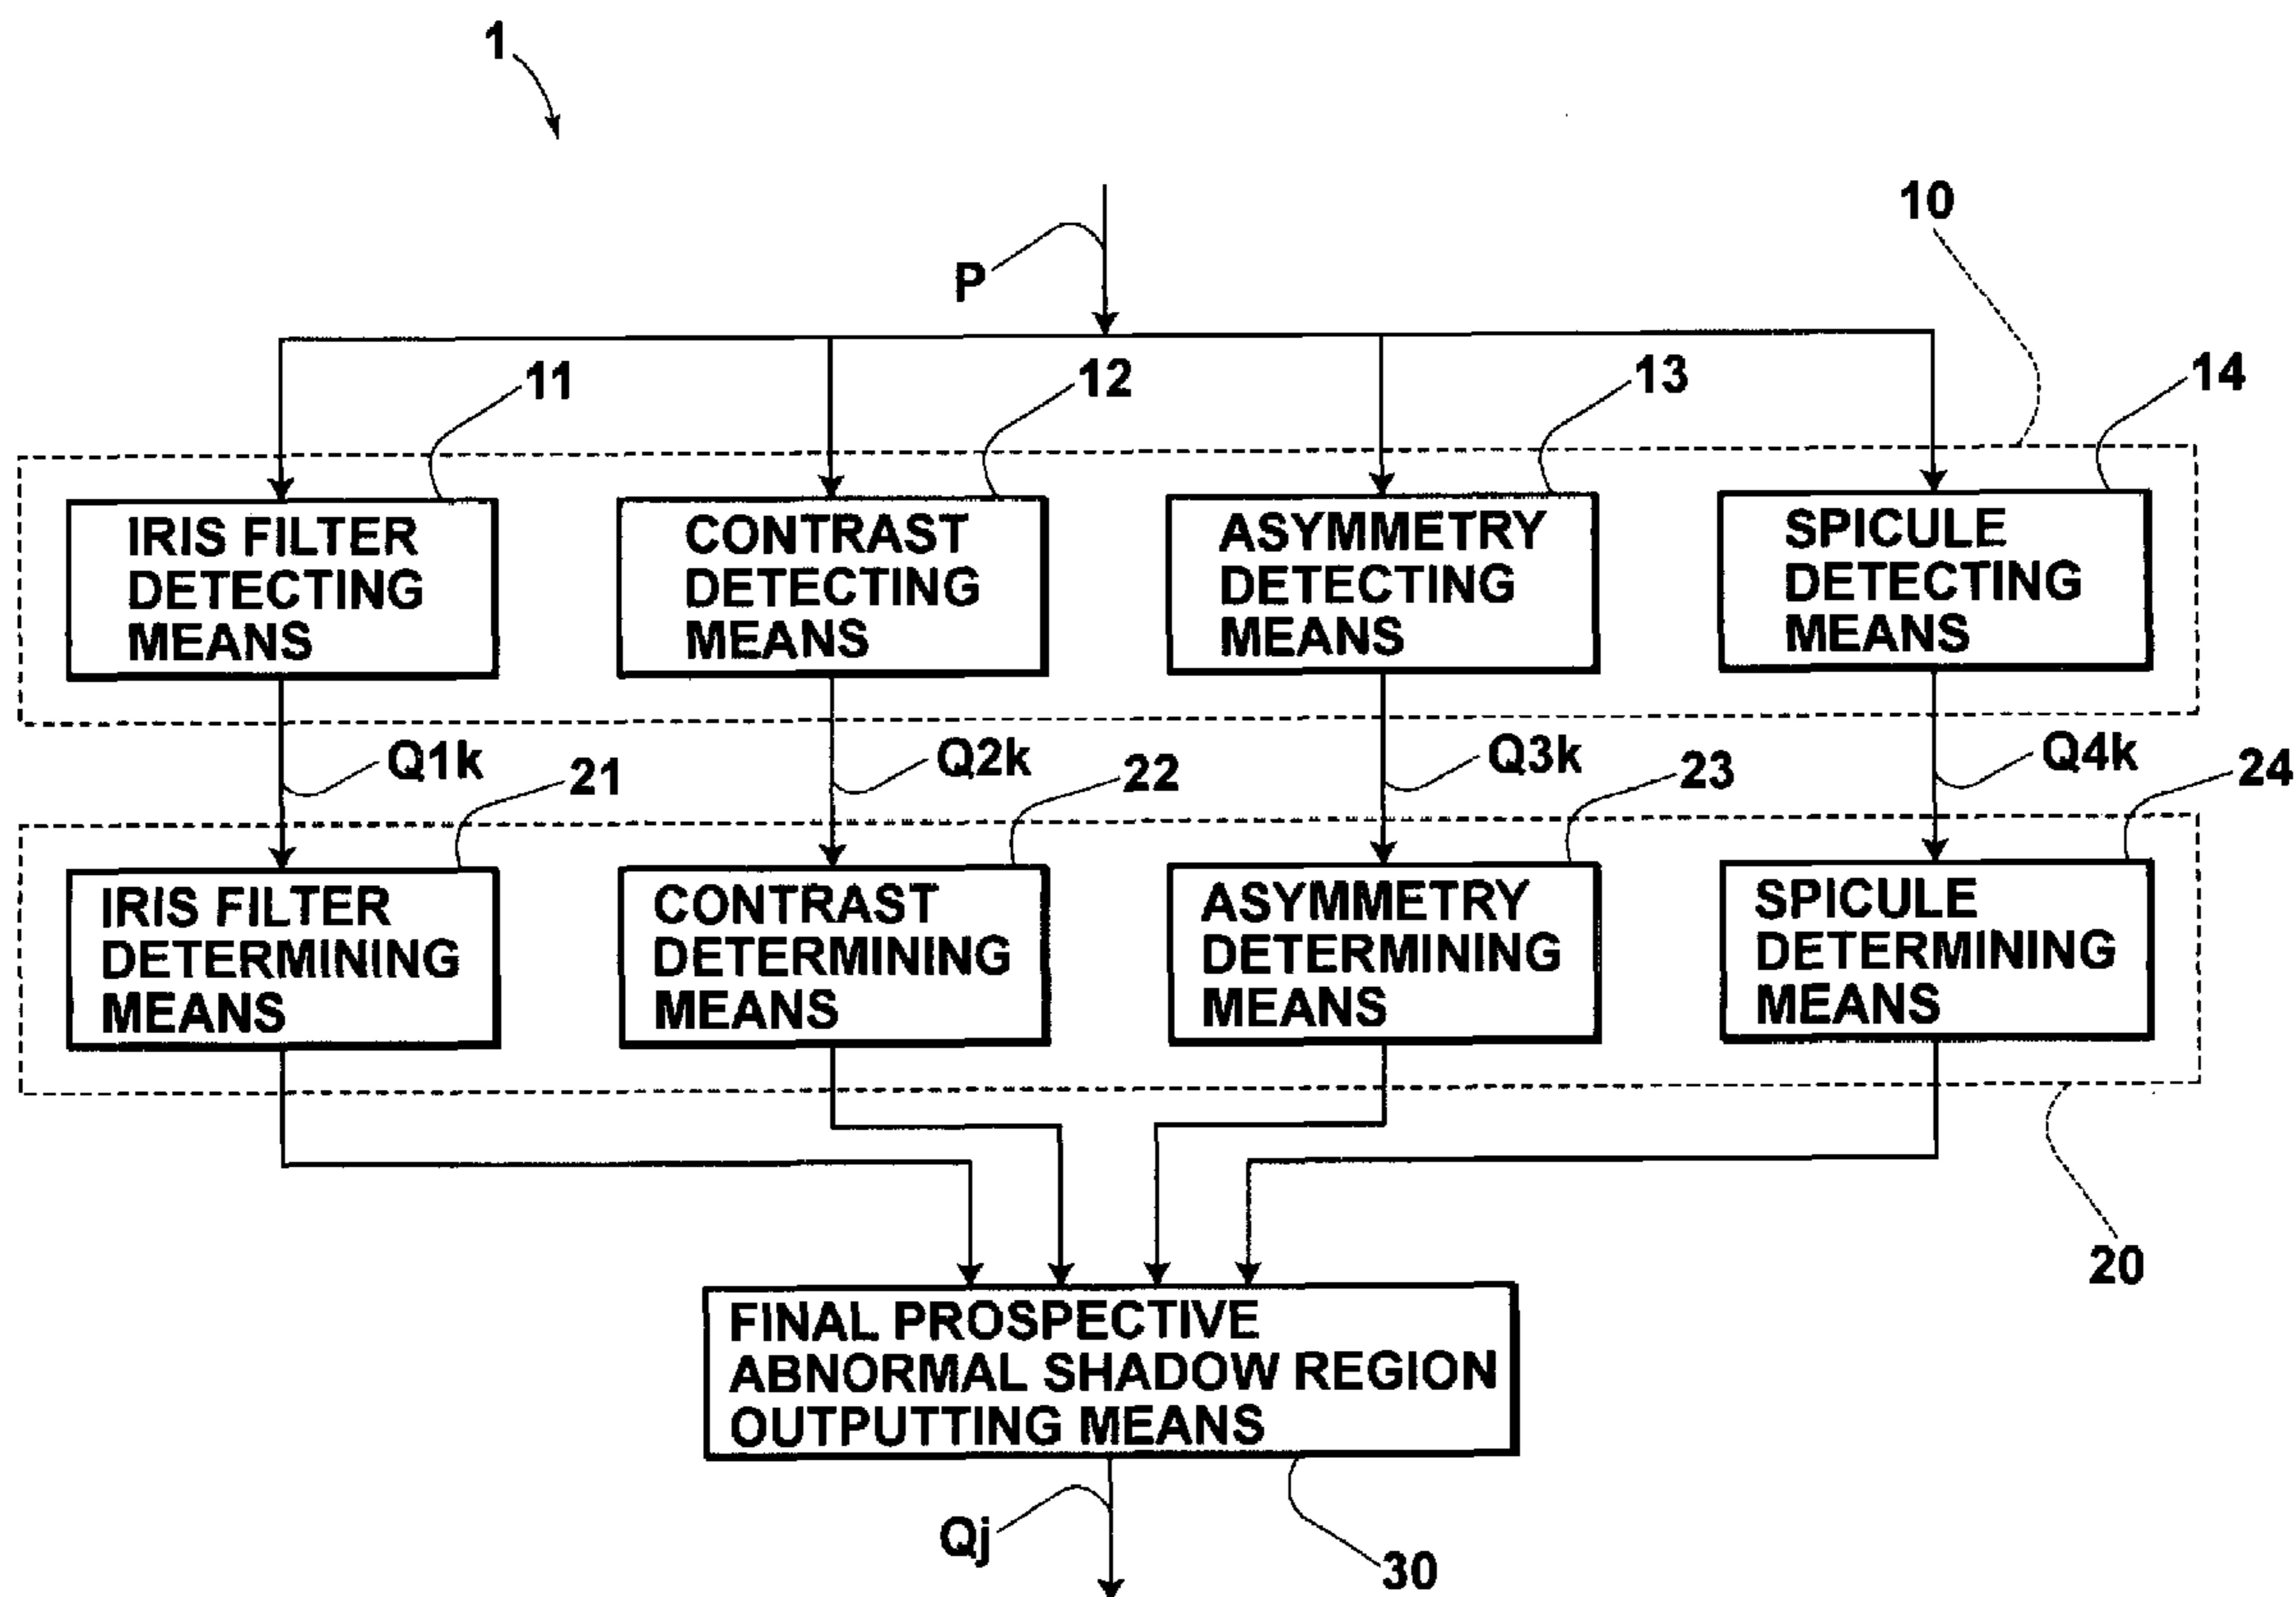 1
10
P
11
12
13
14
IRIS FILTER
DETECTING
MEANS
CONTRAST
DETECTING
MEANS
ASYMMETRY
DETECTING
MEANS
SPICULE
DETECTING
MEANS
Q1k
Q2k
Q3k
Q4k
21
22
23
24
IRIS FILTER
DETERMINING
MEANS
CONTRAST
DETERMINING
MEANS
ASYMMETRY
DETERMINING
MEANS
SPICULE
DETERMINING
MEANS
20
FINAL PROSPECTIVE
ABNORMAL SHADOW REGION
OUTPUTTING MEANS
Qj
30